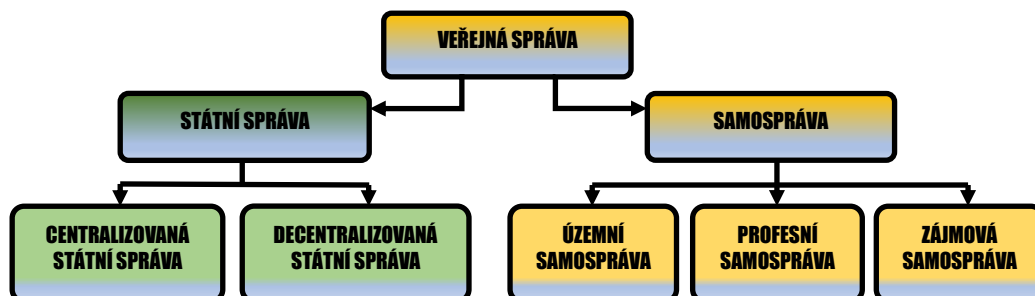 VEŘEJNÁ SPRÁVA
STÁTNÍ SPRÁVA
SAMOSPRÁVA
CENTRALIZOVANÁ
STÁTNÍ SPRÁVA
DECENTRALIZOVANÁ
STÁTNÍ SPRÁVA
ÚZEMNÍ
SAMOSPRÁVA
PROFESNÍ
SAMOSPRÁVA
ZÁJMOVÁ
SAMOSPRÁVA